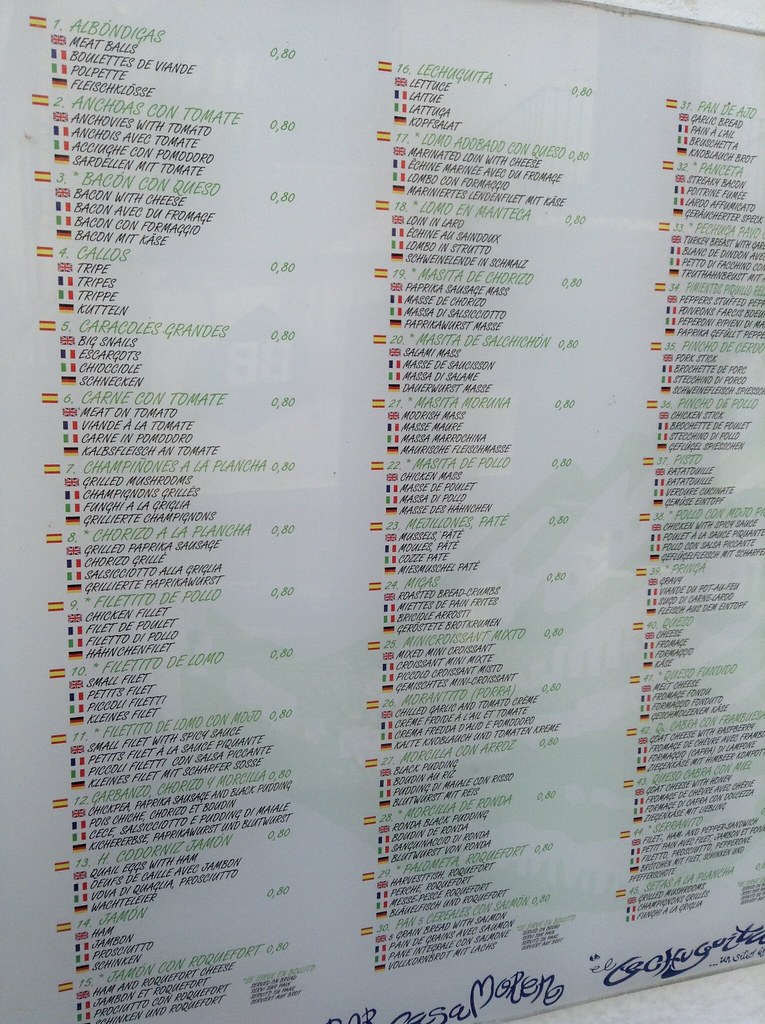 1. ALBÓNDIGAS 0,80
MEAT BALLS
BOULETTES DE VIANDE
POLPETTE
FLEISCHKLÖSSE
2. ANCHOAS CON TOMATE 0,80
ANCHOVIES WITH TOMATO
ANCHOIS AVEC TOMATE
ACCIUGHE CON POMODORO
SARDELLEN MIT TOMATE
3. * BACÓN CON QUESO 0,80
BACON WITH CHEESE
BACON AVEC DU FROMAGE
BACON CON FORMAGGIO
BACON MIT KÄSE
4. CALLOS 0,80
TRIPE
TRIPES
TRIPPE
KUTTELN
5. CARACOLES GRANDES 0,80
BIG SNAILS
ESCARGOTS
CHIOCCIOLE
SCHNECKEN
6. CARNE CON TOMATE 0,80
MEAT ON TOMATO
VIANDE À LA TOMATE
CARNE IN POMODORO
KALBSFLEISCH AN TOMATE
7. CHAMPIÑONES A LA PLANCHA 0,80
GRILLED MUSHROOMS
CHAMPIGNONS GRILLÉS
FUNGHI A LA GRIGLIA
GRILLIERTE CHAMPIGNONS
8. * CHORIZO A LA PLANCHA 0,80
GRILLED PAPRIKA SAUSAGE
CHORIZO GRILLÉ
SALSICCIOTTO ALLA GRIGLIA
GRILLIERTE PAPRIKAWURST
9. * FILETITO DE POLLO 0,80
CHICKEN FILLET
FILET DE POULET
FILETTO DI POLLO
HÄHNCHENFILET
10. * FILETITO DE LOMO 0,80
SMALL FILET
PETITS FILET
PICCOLI FILETTI
KLEINES FILET
11. * FILETITO DE LOMO CON MOJO 0,80
SMALL FILET WITH SPICY SAUCE
PETITS FILET À LA SAUCE PIQUANTE
PICCOLI FILETTI CON SALSA PICCANTE
KLEINES FILET MIT SCHARFER SOSSE
12. GARBANZO, CHORIZO Y MORCILLA 0,80
CHICKPEA, PAPRIKA SAUSAGE AND BLACK PUDDING
POIS CHICHE, CHORIZO ET BOUDIN
CECE, SALSICCIOTTO E PUDDING DI MAIALE
KICHERERBSE, PAPRIKAWURST UND BLUTWURST
13. H. CODORNIZ JAMÓN 0,80
QUAIL EGGS WITH HAM
OEUFS DE CAILLE AVEC JAMBON
UOVA DI QUAGLIA, PROSCIUTTO
WACHTELEIER
14. JAMÓN 0,80
HAM
JAMBON
PROSCIUTTO
SCHINKEN
15. * JAMÓN CON ROQUEFORT 0,80
HAM AND ROQUEFORT CHEESE
JAMBON ET ROQUEFORT
PROCIUTTO CON ROQUEFORT
SCHINKEN UND ROQUEFORT
16. LECHUGUITA 0,80
LETTUCE
LAITUE
LATTUGA
KOPFSALAT
17. * LOMO ADOBADO CON QUESO 0,80
MARINATED LOIN WITH CHEESE
ÉCHINE MARINÉE AVEC DU FROMAGE
LOMBO CON FORMAGGIO
MARINIERTES LENDENFILET MIT KÄSE
18. * LOMO EN MANTECA 0,80
LOIN IN LARD
ÉCHINE AU SAINDOUX
LOMBO IN STRUTTO
SCHWEINELENDE IN SCHMALZ
19. * MASITA DE CHORIZO 0,80
PAPRIKA SAUSAGE MASS
MASSE DE CHORIZO
MASSA DI SALSICCIOTTO
PAPRIKAWURST MASSE
20. * MASITA DE SALCHICHÓN 0,80
SALAMI MASS
MASSE DE SAUCISSON
MASSA DI SALAME
DAUERWURST MASSE
21. * MASITA MORUNA 0,80
MOORISH MASS
MASSE MAURE
MASSA MARROCHINA
MAURISCHE FLEISCHMASSE
22. * MASITA DE POLLO 0,80
CHICKEN MASS
MASSE DE POULET
MASSA DI POLLO
MASSE DES HÄHNCHEN
23. MEJILLONES, PATÉ 0,80
MUSSELS, PATÉ
MOULES, PATÉ
COZZE PATÉ
MIESMUSCHEL PATÉ
24. MIGAS 0,80
ROASTED BREAD-CRUMBS
MIETTES DE PAIN FRITES
BRICIOLE ARROSTI
GERÖSTETE BROTKRUMEN
25. MINICROISSANT MIXTO 0,80
MIXED MINI CROISSANT
CROISSANT MINI MIXTE
PICCOLO CROISSANT MISTO
GEMISCHTES MINI-CROISSANT
26. MORANTITO (PORRA) 0,80
CHILLED GARLIC AND TOMATO CRÈME
CRÈME FROIDE A L'AIL ET TOMATE
CREMA FREDDA D'ALIO E POMODORO
KALTE KNOBLAUCH UND TOMATEN KREME
27. MORCILLA CON ARROZ 0,80
BLACK PUDDING
BOUDIN AU RIZ
PUDDING DI MAIALE CON RISSO
BLUTWURST MIT REIS
28. * MORCILLA DE RONDA 0,80
RONDA BLACK PUDDING
BOUDIN DE RONDA
SANGUINACCIO DI RONDA
BLUTWURST VON RONDA
29. * PALOMETA, ROQUEFORT 0,80
HARVESTFISH, ROQUEFORT
PERCHE, ROQUEFORT
MESSE-PESCE ROQUEFORT
BLÄUELFISCH UND ROQUEFORT
30. PAN 5 CEREALES CON SALMÓN 0,80
5 GRAIN BREAD WITH SALMON
PAIN DE GRAINS AVEC SAUMON
PANE INTEGRALE CON SALMONE
VOLLKORNBROT MIT LACHS
31. PAN DE AJO
GARLIC BREAD
PAIN À L'AIL
BRUSCHETTA
KNOBLAUCH BROT
32. * PANCETA
STREAKY BACON
POITRINE FUMÉE
LARDO AFFUMICATO
GERÄUCHERTER SPECK
33. * PECHUGA PAVO
TURKEY BREAST WITH
BLANC DE DINDON AVEC
PETTO DI FACCHINO CON
TRUTHAHNBRUST MIT
34. PIMIENTOS PIQUILLO
PEPPERS STUFFED
POIVRONS FARCIS
PEPERONI RIPIENI DI
PAPRIKA GEFÜLLT
35. PINCHO DE CERDO
PORK STICK
BROCHETTE DE PORC
STECCHINO DI PORCO
SCHWEINEFLEISCH
36. PINCHO DE POLLO
CHICKEN STICK
BROCHETTE DE POULET
STECCHINO DI POLLO
GEFLÜGEL SPIESSCHEN
37. PISTO
RATATOUILLE
RATATOUILLE
VERDURE CUCINATE
GEMÜSE EINTOPF
38. * POLLO CON MOJO
CHICKEN WITH SPICY SAUCE
POULET A LA SAUCE PIQUANTE
POLLO CON SALSA PICCANTE
GEFLÜGELFLEISCH MIT
39. * PRINGA
GRAVY
VIANDE DU POT-AU-FEU
SUGO DI CARNE-LARDO
FLEISCH AUS DEM EINTOPF
40. QUESO
CHEESE
FROMAGE
FORMAGGIO
KÄSE
41. * QUESO FUNDIDO
MELT CHEESE
FROMAGE FONDU
FORMAGGIO FONDUTO
GESCHMOLZENEM KÄSE
42. Q. CABRA CON FRAMBUESA
GOAT CHEESE WITH RASPBERRY
FROMAGE DE CHÈVRE AVEC
FORMAGGIO (CAPRA) DI LAMPONE
ZIEGENKÄSE MIT HIMBEER
43. QUESO CABRA CON MIEL
GOAT CHEESE WITH HONEY
FROMAGE DE CHÈVRE AVEC CHÉRIE
FORMAGGIO DI CAPRA CON DOLCEZZA
ZIEGENKÄSE MIT LIEBLING
44. * SERRANITO
FILET, HAM, AND PEPPER-SANDWICH
PETIT PAIN AVEC FILET, JAMBON ET
FILETTO, PROSCIUTTO, PEPERONE
BRÖTCHEN MIT FILET, SCHINKEN UND
PFEFFERSCHOTE
45. SETAS A LA PLANCHA
GRILLED MUSHROOMS
CHAMPIGNONS GRILLÉS
FUNGHI A LA GRIGLIA
BAR CASA MORENO
"el Lechuguita"